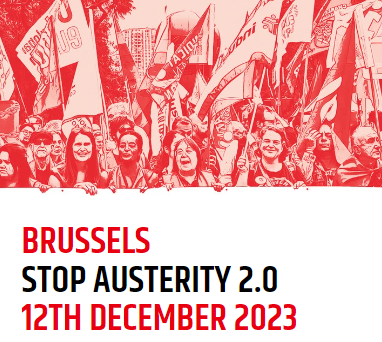 BRUSSELS
STOP AUSTERITY 2.0
12TH DECEMBER 2023